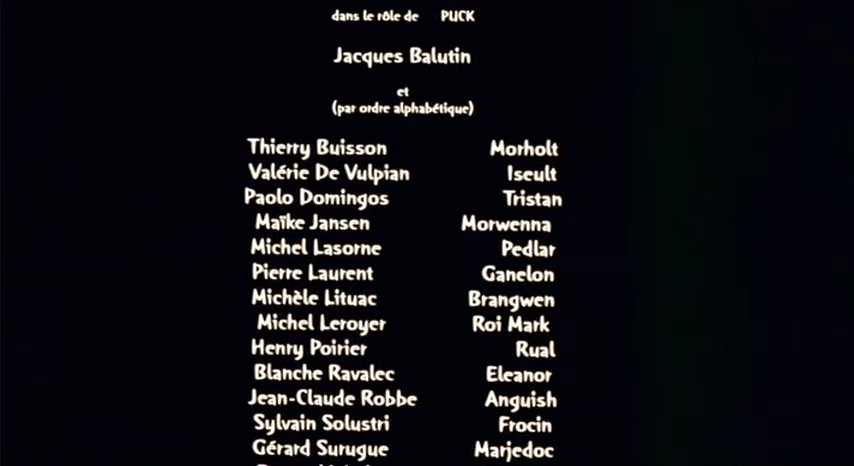 dans le rôle de PUCK
Jacques Balutin
et
(par ordre alphabétique)
Thierry Buisson Morholt
Valérie De Vulpian Iseult
Paolo Domingos Tristan
Maïke Jansen Morwenna
Michel Lasorne Pedlar
Pierre Laurent Ganelon
Michèle Lituac Brangwen
Michel Leroyer Roi Mark
Henry Poirier Rual
Blanche Ravalec Eleanor
Jean-Claude Robbe Anguish
Sylvain Solustri Frocin
Gérard Surugue Marjedoc